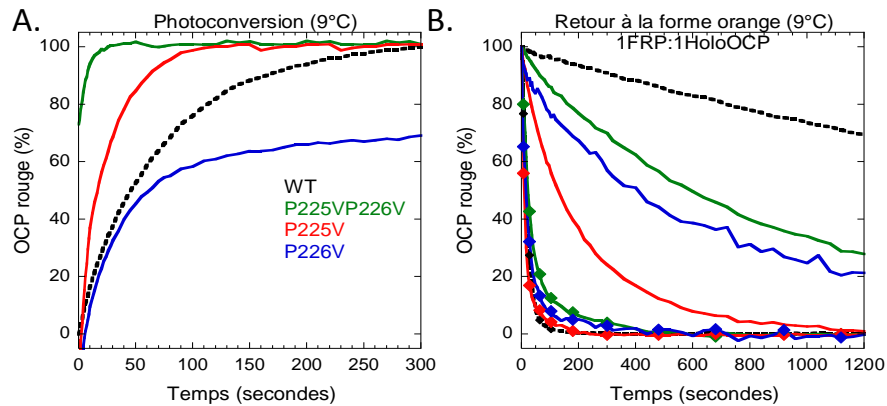 A.
Photoconversion (9°C)
100
80
60
40
20
0
OCP rouge (%)
WT
P225VP226V
P225V
P226V
0
50
100
150
200
250
300
Temps (secondes)
B.
Retour à la forme orange (9°C)
1FRP:1HoloOCP
100
80
60
40
20
0
OCP rouge (%)
0
200
400
600
800
1000
1200
Temps (secondes)